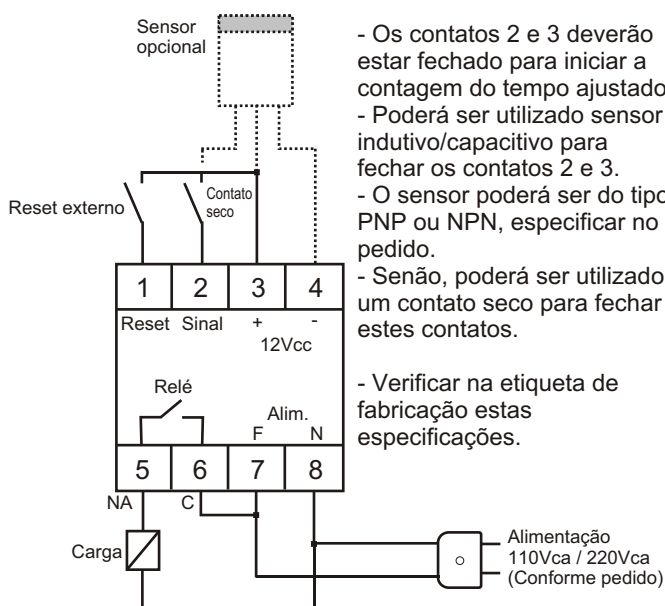 Sensor
opcional
- Os contatos 2 e 3 deverão
estar fechado para iniciar a
contagem do tempo ajustado
- Poderá ser utilizado sensor
indutivo/capacitivo para
fechar os contatos 2 e 3.
- O sensor poderá ser do tipo
PNP ou NPN, especificar no
pedido.
- Senão, poderá ser utilizado
um contato seco para fechar
estes contatos.
- Verificar na etiqueta de
fabricação estas
especificações.
Reset externo
Contato
seco
1 2 3 4
Reset Sinal + -
12Vcc
Relé
Alim.
F N
5 6 7 8
NA C
Carga
Alimentação
110Vca / 220Vca
(Conforme pedido)